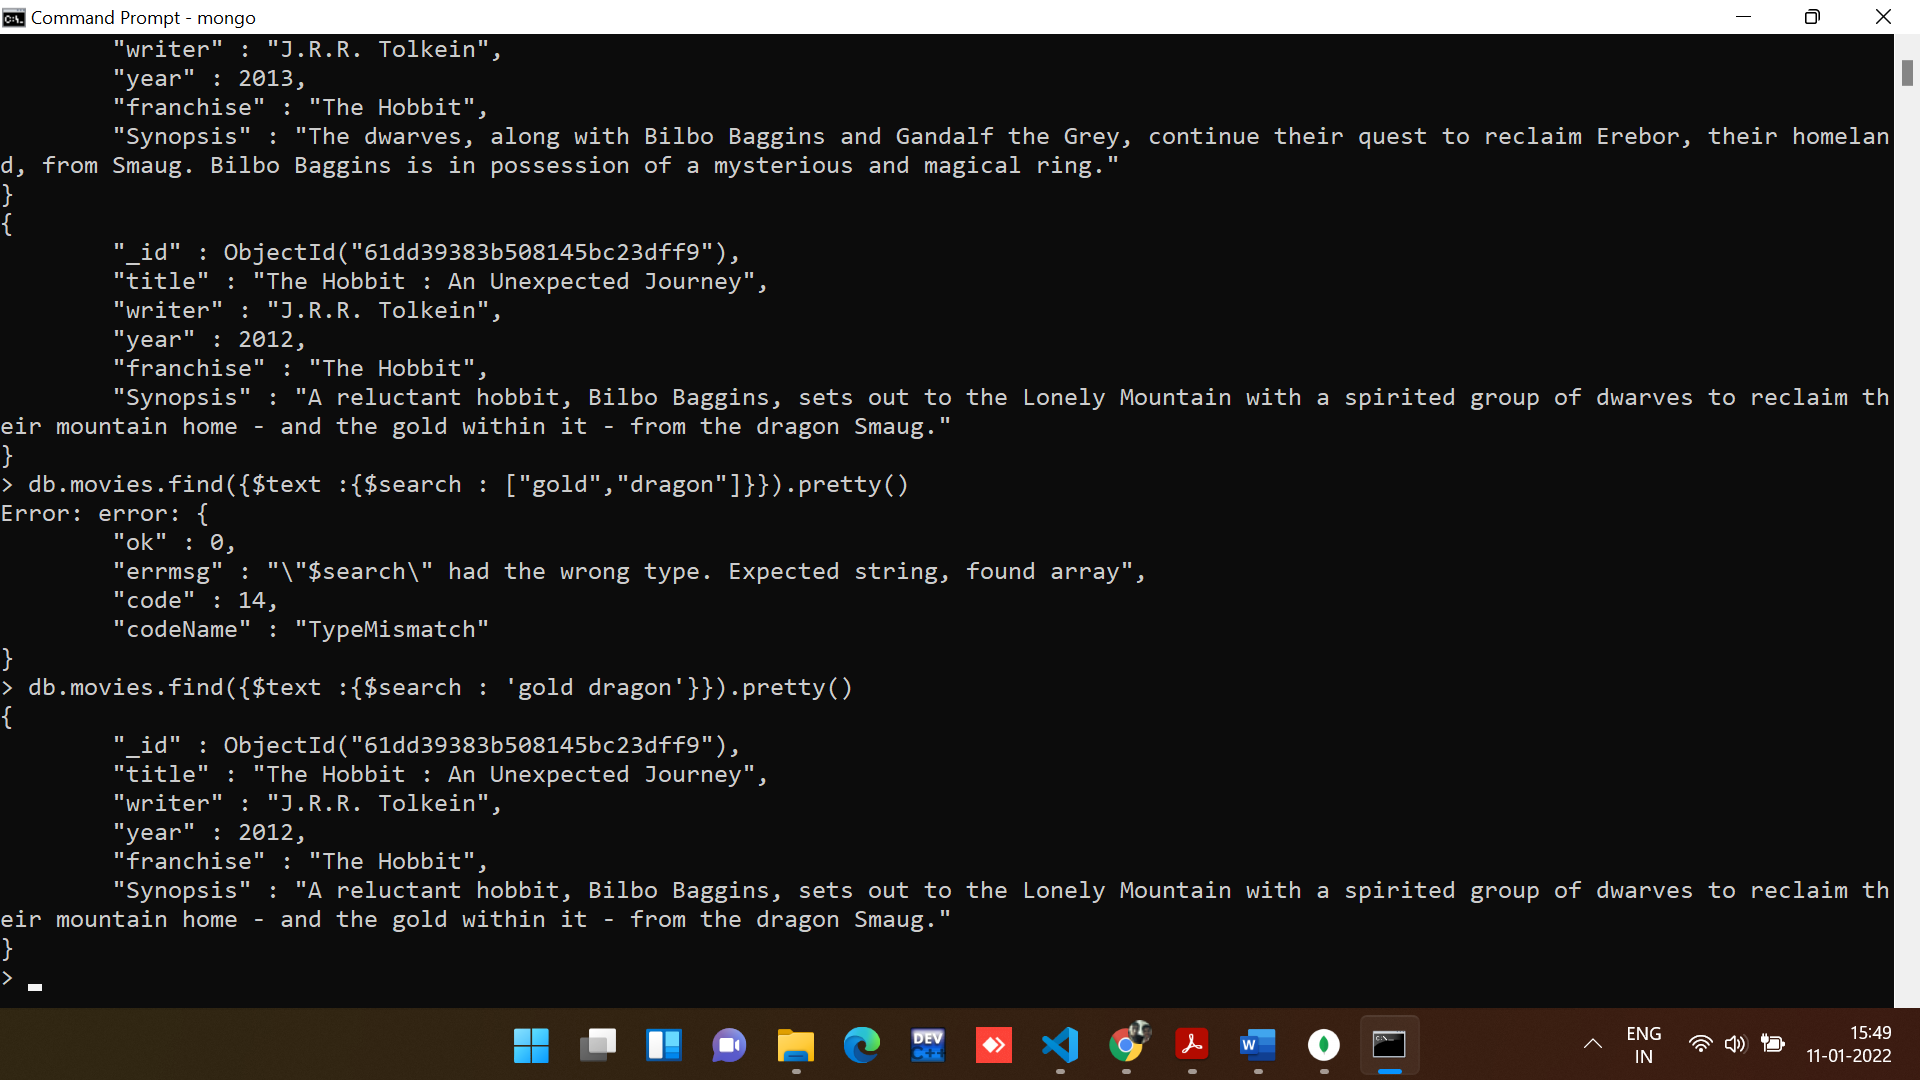 Command Prompt - mongo
"writer" : "J.R.R. Tolkein",
"year" : 2013,
"franchise" : "The Hobbit",
"Synopsis" : "The dwarves, along with Bilbo Baggins and Gandalf the Grey, continue their quest to reclaim Erebor, their homelan
d, from Smaug. Bilbo Baggins is in possession of a mysterious and magical ring."
}
{
"_id" : ObjectId("61dd39383b508145bc23dff9"),
"title" : "The Hobbit : An Unexpected Journey",
"writer" : "J.R.R. Tolkein",
"year" : 2012,
"franchise" : "The Hobbit",
"Synopsis" : "A reluctant hobbit, Bilbo Baggins, sets out to the Lonely Mountain with a spirited group of dwarves to reclaim th
eir mountain home - and the gold within it - from the dragon Smaug."
}
> db.movies.find({$text :{$search : ["gold","dragon"]}}).pretty()
Error: error: {
"ok" : 0,
"errmsg" : "\"$search\" had the wrong type. Expected string, found array",
"code" : 14,
"codeName" : "TypeMismatch"
}
> db.movies.find({$text :{$search : 'gold dragon'}}).pretty()
{
"_id" : ObjectId("61dd39383b508145bc23dff9"),
"title" : "The Hobbit : An Unexpected Journey",
"writer" : "J.R.R. Tolkein",
"year" : 2012,
"franchise" : "The Hobbit",
"Synopsis" : "A reluctant hobbit, Bilbo Baggins, sets out to the Lonely Mountain with a spirited group of dwarves to reclaim th
eir mountain home - and the gold within it - from the dragon Smaug."
}
>
DEV
C++
W
ENG
IN
15:49
11-01-2022